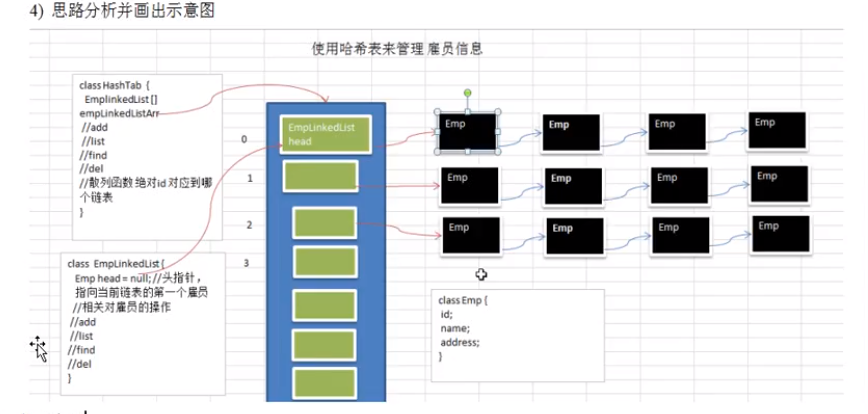 4) 思路分析并画出示意图
使用哈希表来管理 雇员信息
class HashTab {
EmplinkedList []
empLinkedListArr
//add
//list
//find
//del
//散列函数 绝对id 对应到哪
个链表
}
EmpLinkedList
head
0
1
2
3
Emp
Emp
Emp
Emp
Emp
Emp
Emp
Emp
Emp
Emp
Emp
Emp
class EmpLinkedList {
Emp head = null; //头指针，
指向当前链表的第一个雇员
//相关对雇员的操作
//add
//list
//find
//del
}
class Emp {
id;
name;
address;
}